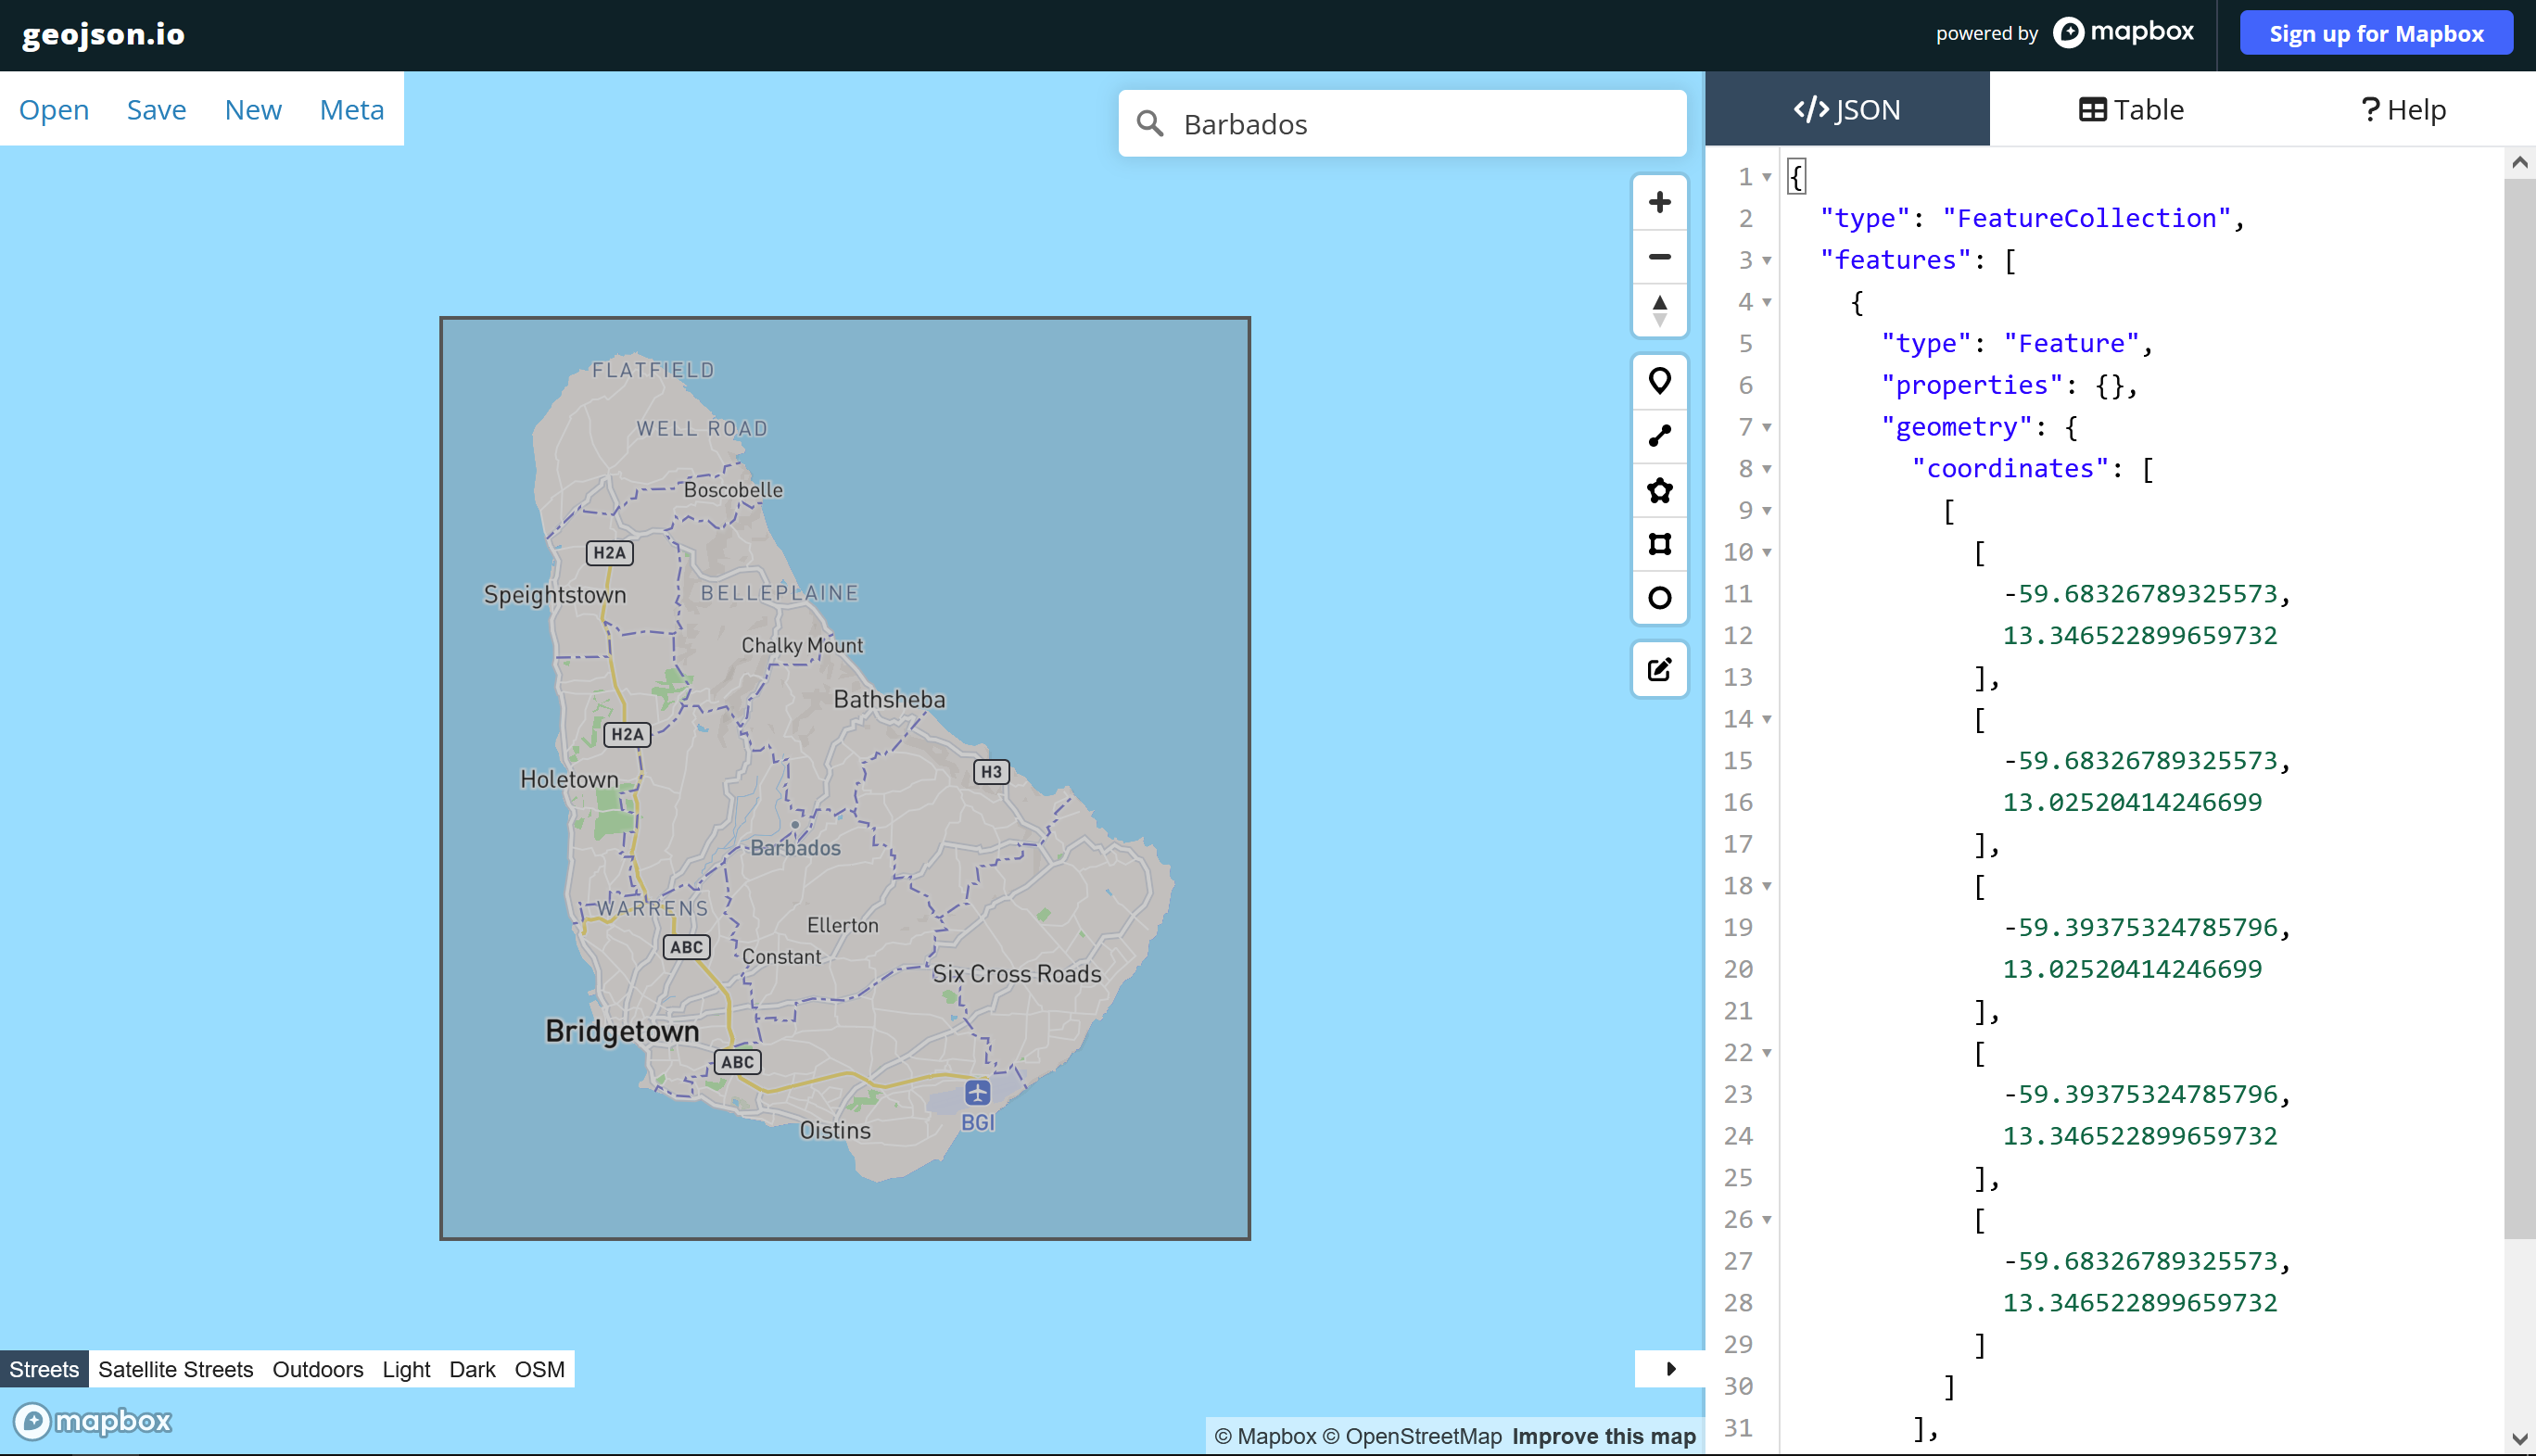 geojson.io
powered by mapbox
Sign up for Mapbox
Open Save New Meta
Barbados
</> JSON
Table
? Help
FLATFIELD
WELL ROAD
Boscobelle
H2A
Speightstown
BELLEPLAINE
Chalky Mount
Bathsheba
H2A
H3
Holetown
Barbados
WARRENS
Ellerton
ABC
Constant
Six Cross Roads
Bridgetown
ABC
BGI
Oistins
Streets Satellite Streets Outdoors Light Dark OSM
mapbox
© Mapbox © OpenStreetMap Improve this map
1 {
2 "type": "FeatureCollection",
3 "features": [
4 {
5 "type": "Feature",
6 "properties": {},
7 "geometry": {
8 "coordinates": [
9 [
10 [
11 -59.68326789325573,
12 13.346522899659732
13 ],
14 [
15 -59.68326789325573,
16 13.02520414246699
17 ],
18 [
19 -59.39375324785796,
20 13.02520414246699
21 ],
22 [
23 -59.39375324785796,
24 13.346522899659732
25 ],
26 [
27 -59.68326789325573,
28 13.346522899659732
29 ]
30 ]
31 ],